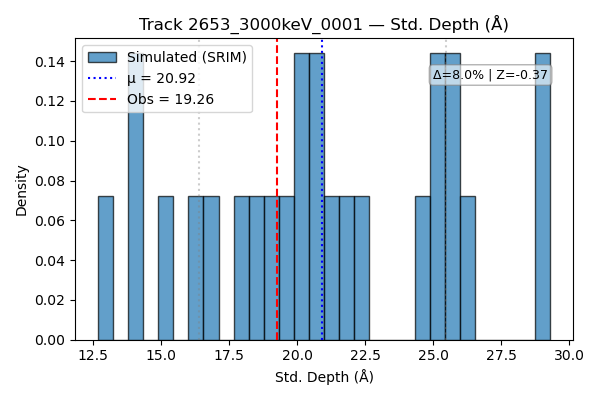 Track 2653_3000keV_0001 — Std. Depth (Å)
Simulated (SRIM)
μ = 20.92
Obs = 19.26
Δ=8.0% | Z=-0.37
Density
0.14
0.12
0.10
0.08
0.06
0.04
0.02
0.00
12.5 15.0 17.5 20.0 22.5 25.0 27.5 30.0
Std. Depth (Å)